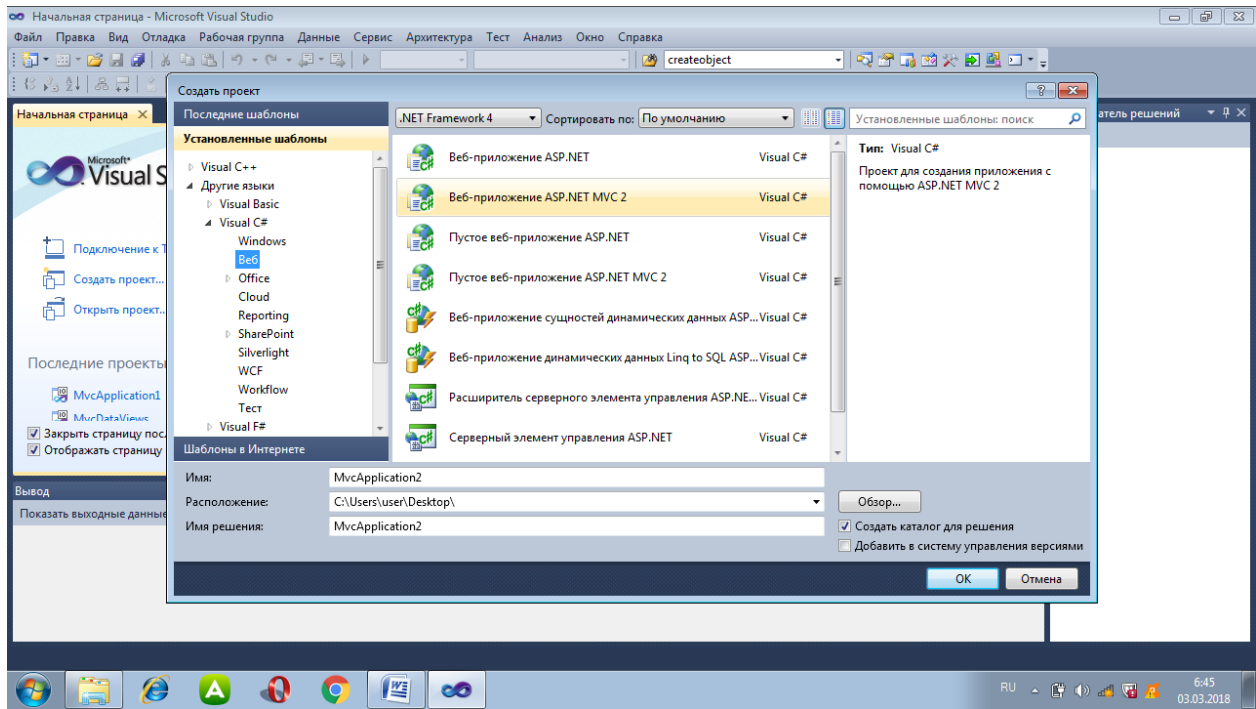 Начальная страница - Microsoft Visual Studio
Файл Правка Вид Отладка Рабочая группа Данные Сервис Архитектура Тест Анализ Окно Справка
createobject
Начальная страница
Создать проект
атель решений
Последние шаблоны
.NET Framework 4
Сортировать по: По умолчанию
Установленные шаблоны: поиск
Установленные шаблоны
Visual C++
Другие языки
Visual Basic
Visual C#
Windows
Веб
Office
Cloud
Reporting
SharePoint
Silverlight
WCF
Workflow
Тест
Visual F#
Шаблоны в Интернете
Веб-приложение ASP.NET Visual C#
Веб-приложение ASP.NET MVC 2 Visual C#
Пустое веб-приложение ASP.NET Visual C#
Пустое веб-приложение ASP.NET MVC 2 Visual C#
Веб-приложение сущностей динамических данных ASP... Visual C#
Веб-приложение динамических данных Linq to SQL ASP... Visual C#
Расширитель серверного элемента управления ASP.NE... Visual C#
Серверный элемент управления ASP.NET Visual C#
Тип: Visual C#
Проект для создания приложения с
помощью ASP.NET MVC 2
Microsoft
Visual S
Подключение к T
Создать проект...
Открыть проект..
Последние проекты
MvcApplication1
MvcDataViews
Закрыть страницу пос.
Отображать страницу
Имя: MvcApplication2
Расположение: C:\Users\user\Desktop\
Обзор...
Имя решения: MvcApplication2
Создать каталог для решения
Добавить в систему управления версиями
OK Отмена
Вывод
Показать выходные данные
RU
6:45
03.03.2018